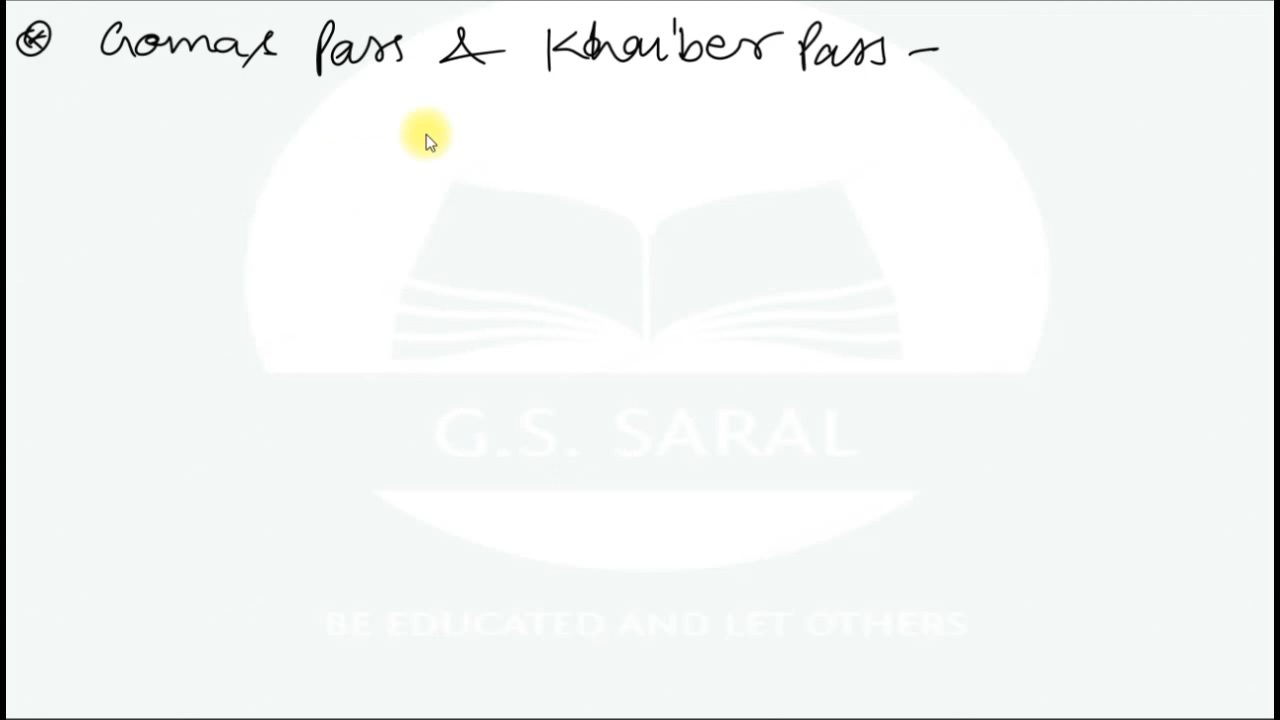 Gomal Pass & Khaiber Pass -
G.S. SARAL
BE EDUCATED AND LET OTHERS